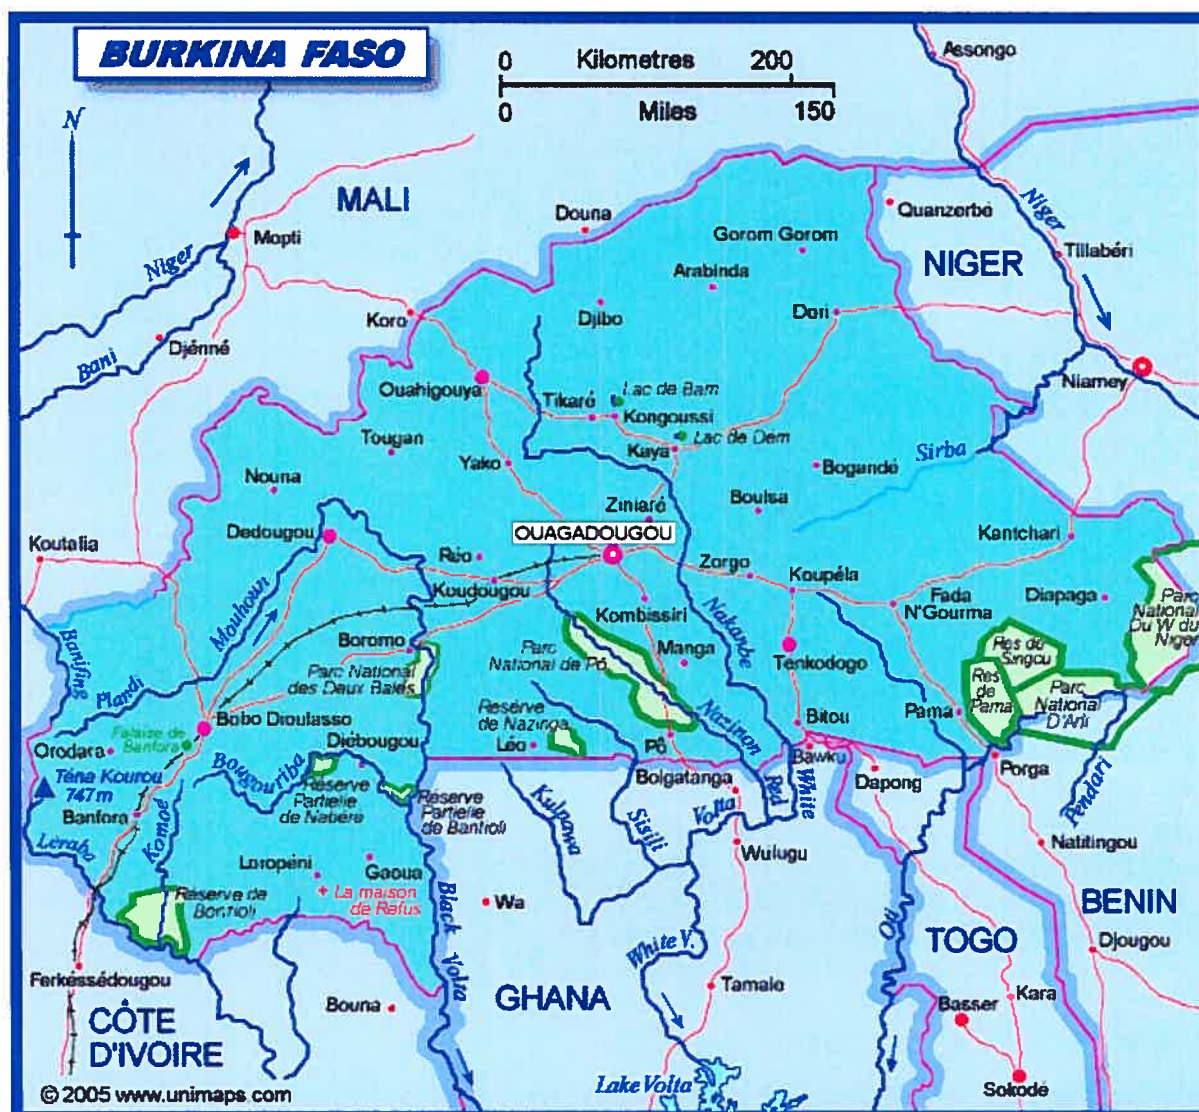 BURKINA FASO
0 Kilometres 200
0 Miles 150
N
Assongo
MALI
Mopti
Niger
Bani
Djénné
Douna
Gorom Gorom
Arabinda
Quanzerbé
NIGER
Niger
Tillabéri
Niamey
Koro
Djibo
Dori
Ouahigouya
Tikaré
Lac de Bam
Kongoussi
Lac de Dem
Kaya
Tougan
Yako
Nouna
Bogandé
Sirba
Boulsa
Ziniaré
OUAGADOUGOU
Dedougou
Koutalia
Réo
Koudougou
Zorgo
Koupéla
Kantchari
Fada
N'Gourma
Diapaga
Parc
National
Du W du
Niger
Kombissiri
Mouhoun
Banifing
Plandi
Boromo
Parc National
des Deux Balés
Parc
National de Pô
Manga
Nakanbe
Tenkodogo
Res de
Singou
Res
de
Pama
Parc
National
D'Arli
Pama
Bobo Dioulasso
Falaise de
Banfora
Orodara
Réserve
de Nazinga
Léo
Nazinon
Bitou
Pô
Diébougou
Bougouriba
Téna Kourou
747m
Banfora
Léraba
Komoe
Réserve
Partielle
de Nabéré
Réserve
Partielle
de Bontioli
Bolgatanga
Bawku
Dapong
Porga
Pendari
Kulpawa
Sisili
Volta
Red
White
Wulugu
Natitingou
Loropéni
Gaoua
La maison
de Refus
Réserve de
Bontioli
Black Volta
Wa
Oti
BENIN
TOGO
Djougou
White V.
Ferkéssédougou
Bouna
GHANA
Tamale
Basser
Kara
CÔTE
D'IVOIRE
Lake Volta
Sokodé
© 2005 www.unimaps.com